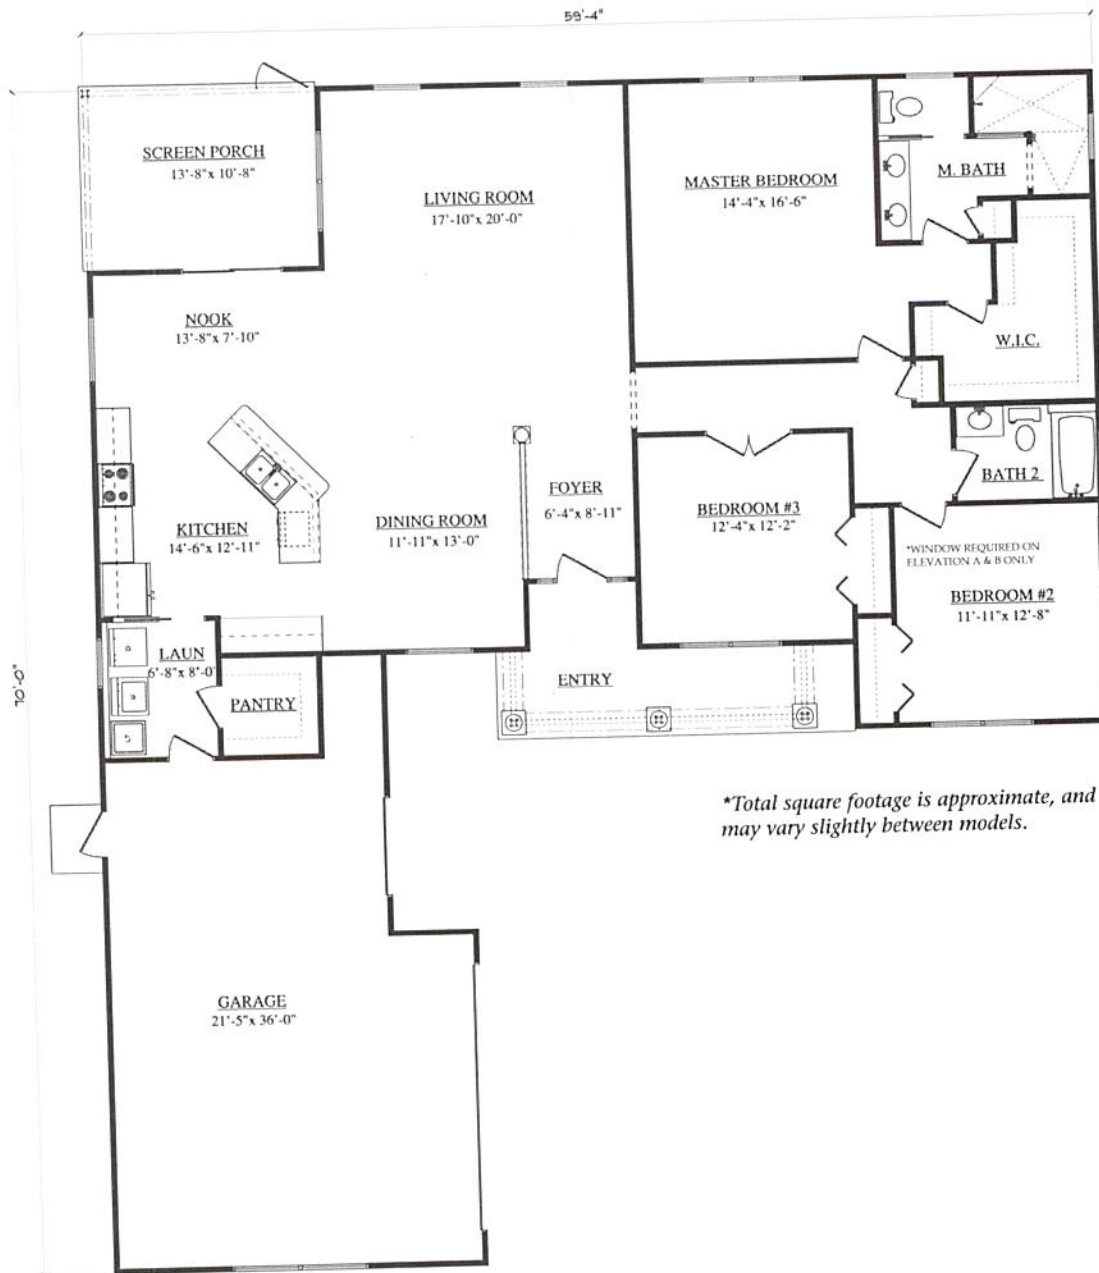 59'-4"
SCREEN PORCH
13'-8"x 10'-8"
LIVING ROOM
17'-10"x 20'-0"
MASTER BEDROOM
14'-4"x 16'-6"
M. BATH
NOOK
13'-8"x 7'-10"
W.I.C.
BATH 2
FOYER
6'-4"x 8'-11"
BEDROOM #3
12'-4"x 12'-2"
KITCHEN
14'-6"x 12'-11"
DINING ROOM
11'-11"x 13'-0"
*WINDOW REQUIRED ON
ELEVATION A & B ONLY
BEDROOM #2
11'-11"x 12'-8"
LAUN
6'-8"x 8'-0
PANTRY
ENTRY
70'-0"
*Total square footage is approximate, and
may vary slightly between models.
GARAGE
21'-5"x 36'-0"